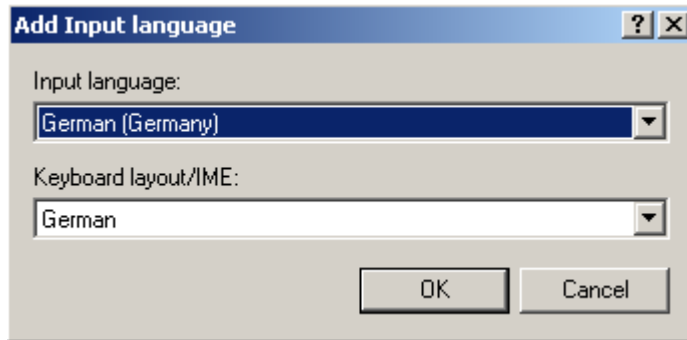 Add Input language
Input language:
German (Germany)
Keyboard layout/IME:
German
OK Cancel